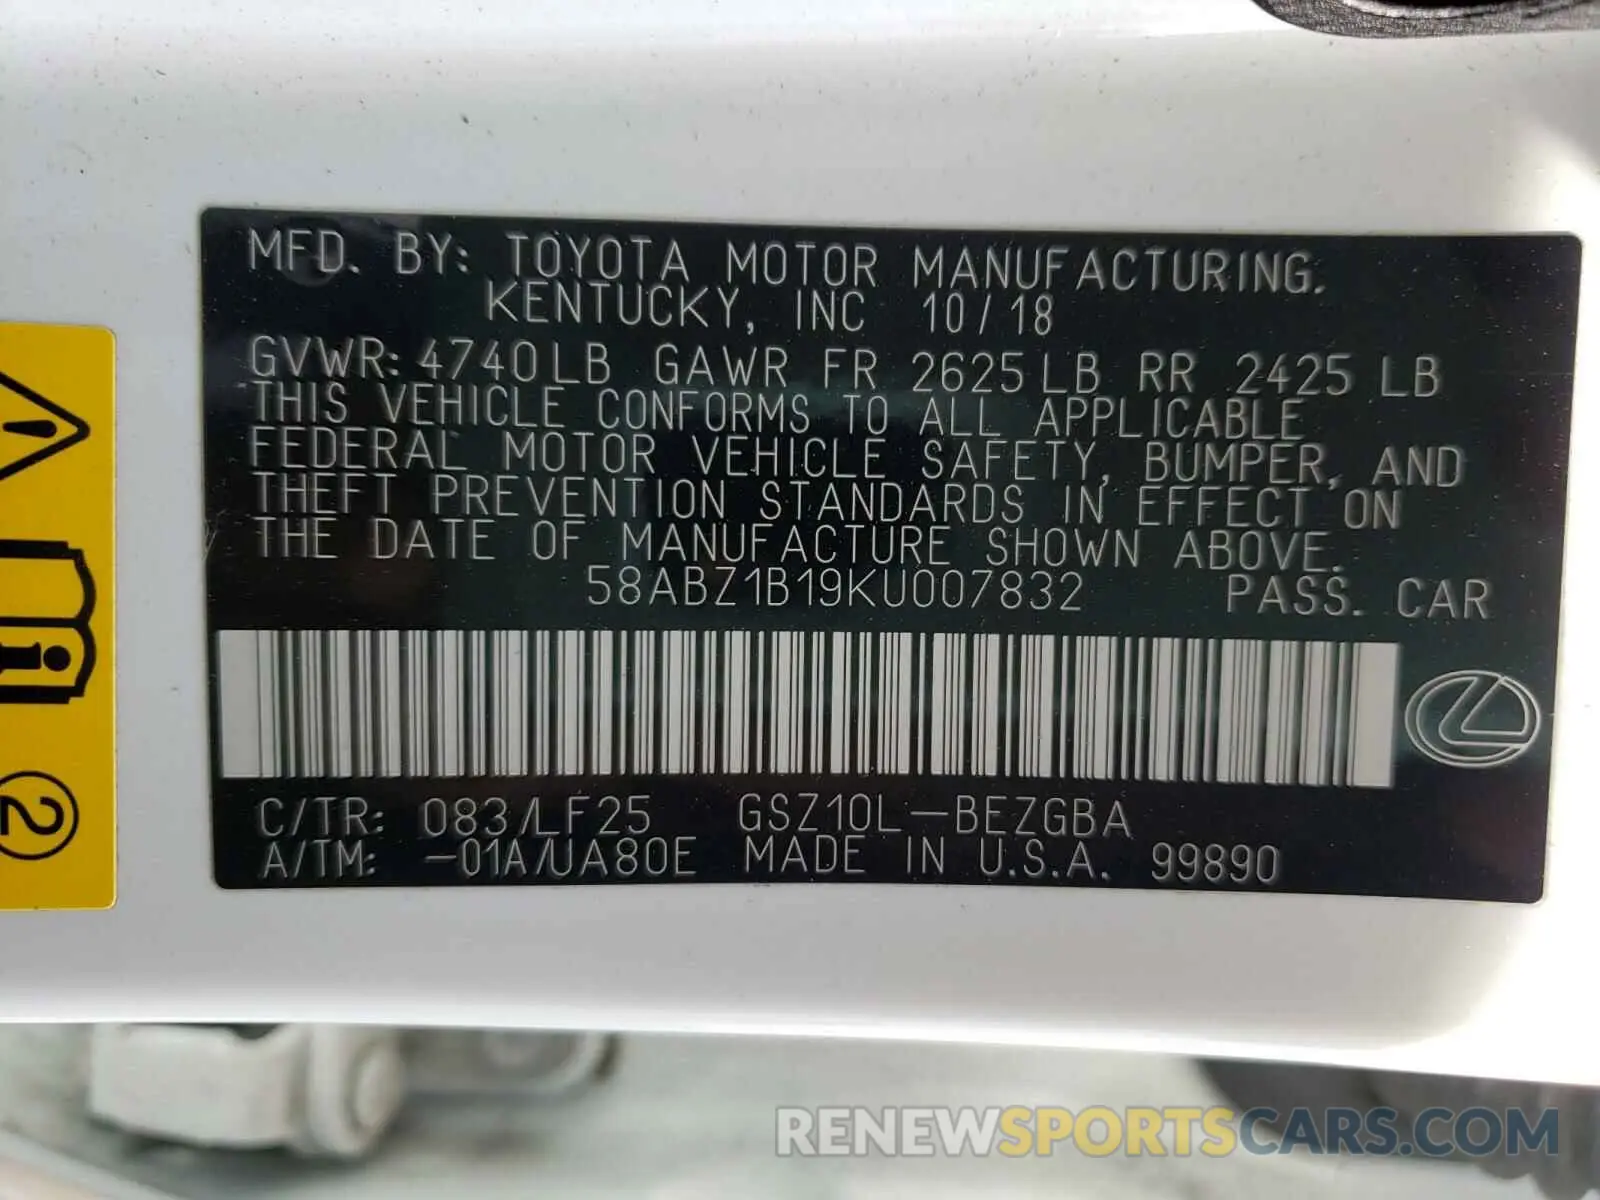 MFD. BY: TOYOTA MOTOR MANUFACTURING.
KENTUCKY, INC 10/18
GVWR: 4740LB GAWR FR 2625LB RR 2425LB
THIS VEHICLE CONFORMS TO ALL APPLICABLE
FEDERAL MOTOR VEHICLE SAFETY, BUMPER, AND
THEFT PREVENTION STANDARDS IN EFFECT ON
THE DATE OF MANUFACTURE SHOWN ABOVE.
58ABZ1B19KU007832 PASS. CAR
C/TR: 083/LF25 GSZ10L-BEZGBA
A/TM: -01A/UA80E MADE IN U.S.A. 99890
2
RENEWSPORTSCARS.COM